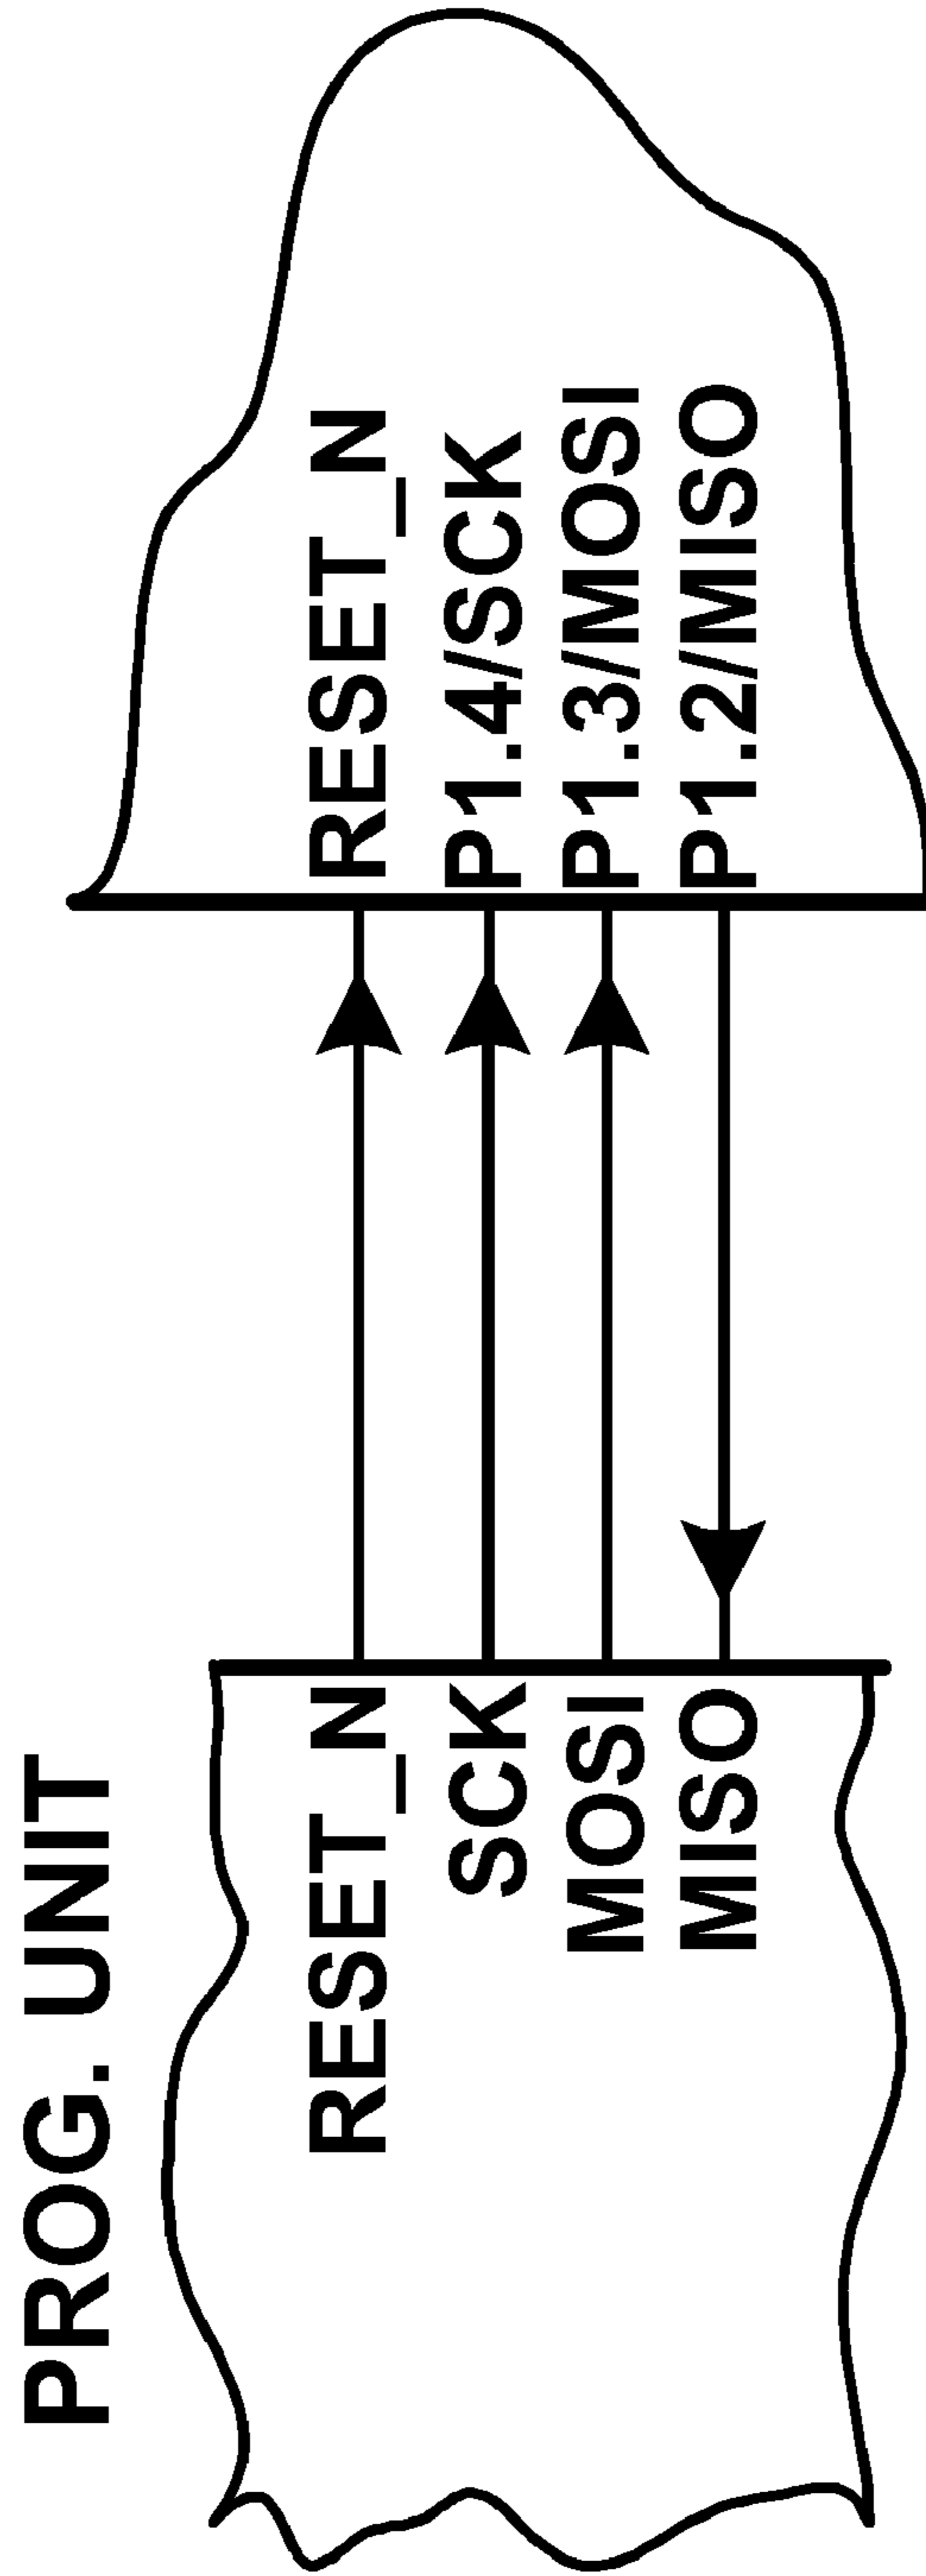 PROG. UNIT
RESET_N
SCK
MOSI
MISO
RESET_N
P1.4/SCK
P1.3/MOSI
P1.2/MISO